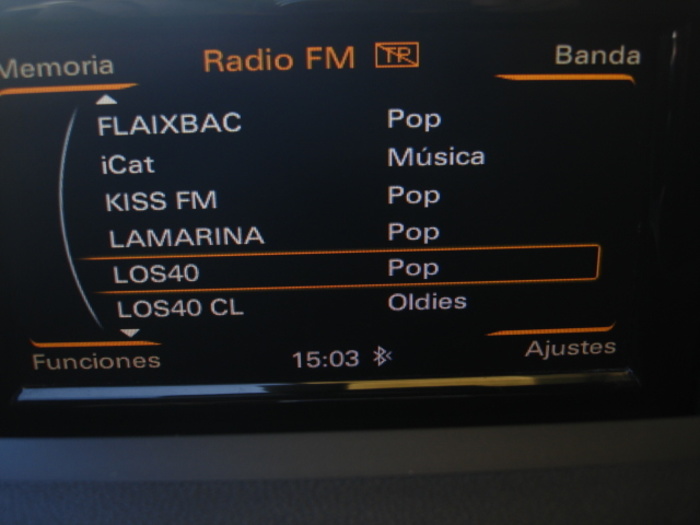 Memoria Radio FM TP Banda
FLAIXBAC Pop
iCat Música
KISS FM Pop
LAMARINA Pop
LOS40 Pop
LOS40 CL Oldies
Funciones 15:03 Ajustes